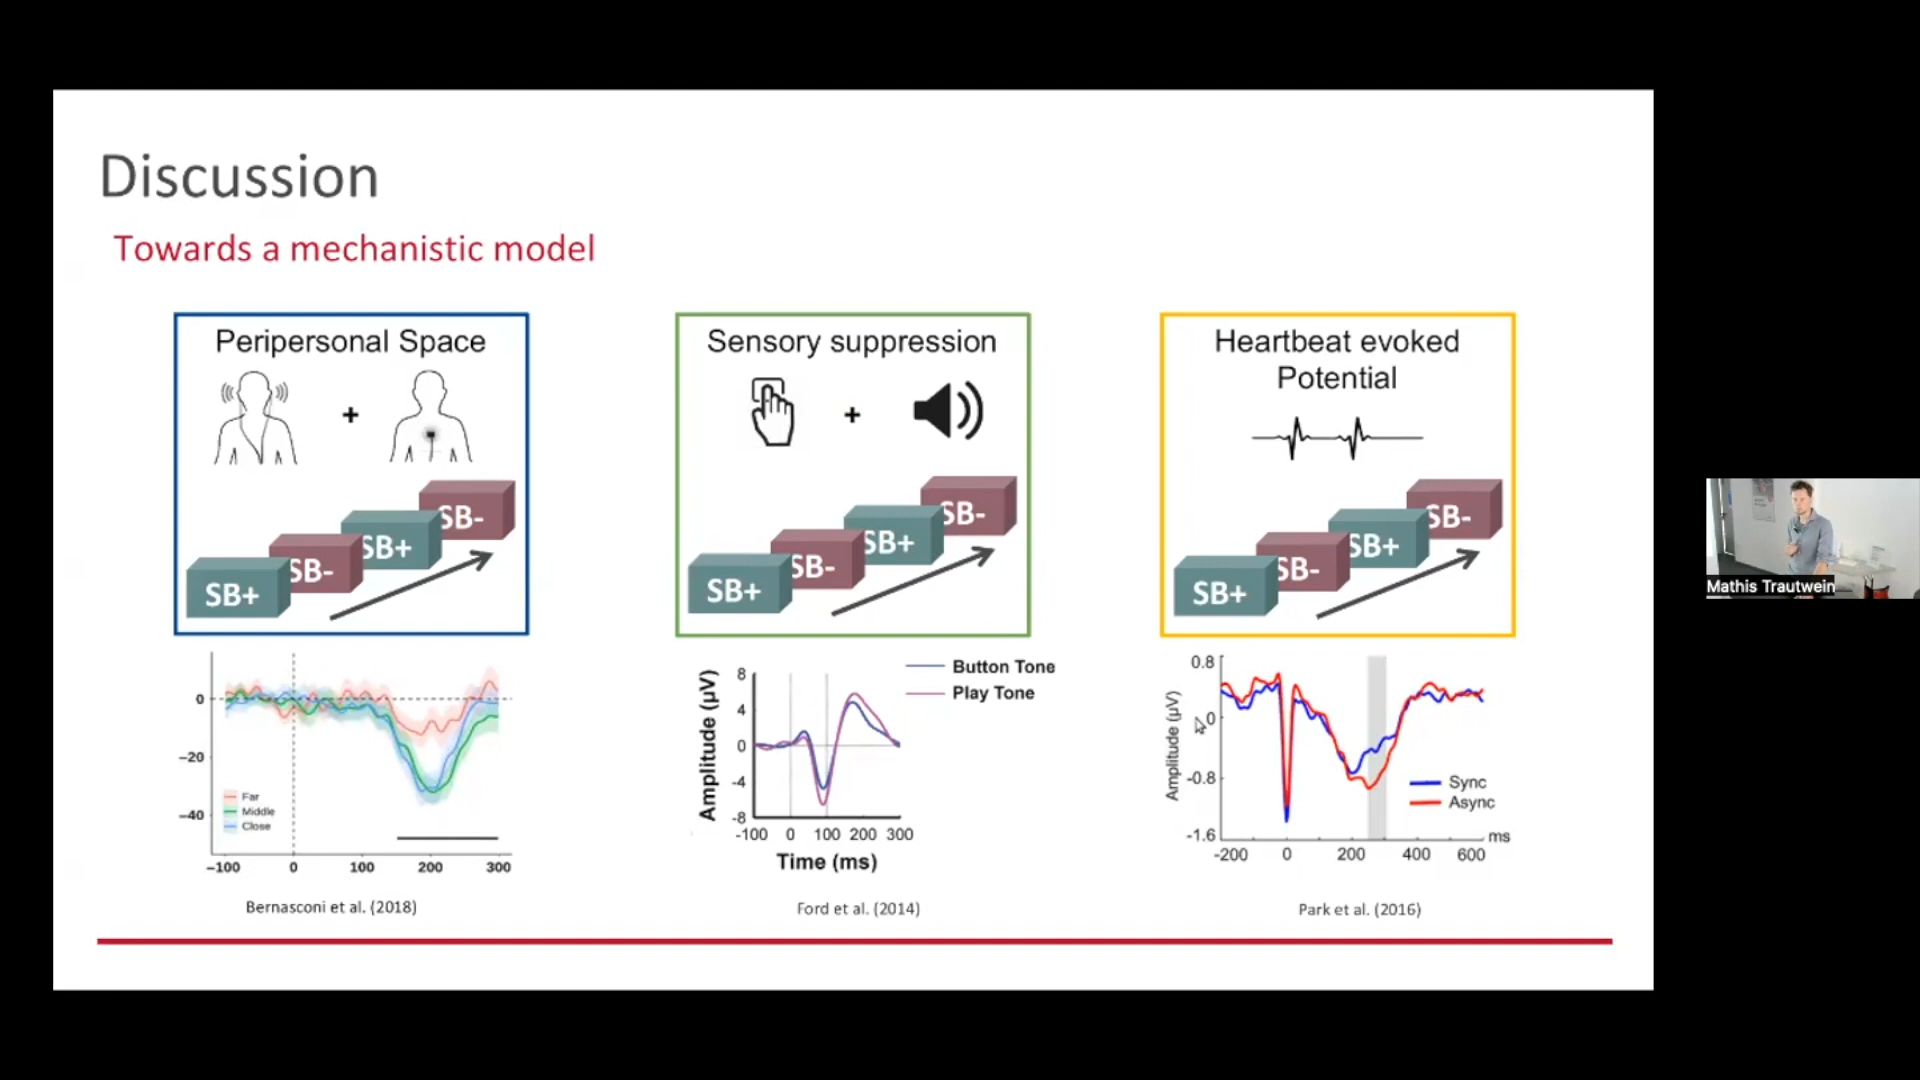 Discussion
Towards a mechanistic model
Peripersonal Space
+
SB+
SB-
SB+
SB-
0
-20
-40
Far
Middle
Close
-100
0
100
200
300
Bernasconi et al. (2018)
Sensory suppression
+
SB+
SB-
SB+
SB-
Button Tone
Play Tone
Amplitude (µV)
8
4
0
-4
-8
-100
0
100
200
300
Time (ms)
Ford et al. (2014)
Heartbeat evoked
Potential
SB+
SB-
SB+
SB-
Amplitude (µV)
0.8
0
-0.8
-1.6
Sync
Async
ms
-200
0
200
400
600
Park et al. (2016)
Mathis Trautwein